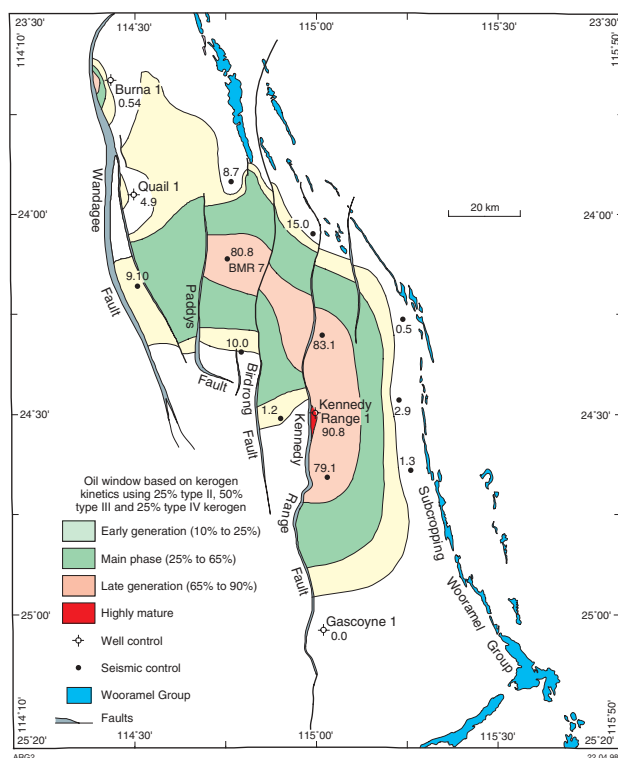 23°30'
114°30'
115°00'
23°30'
114°10'
115°50'
Burna 1
0.54
Wandagee
Fault
Quail 1
4.9
8.7
24°00'
24°00'
15.0
20 km
80.8
BMR 7
9.10
Paddys
Fault
10.0
Birdrong
Fault
83.1
0.5
24°30'
24°30'
1.2
Kennedy
Range
Fault
Kennedy
Range 1
90.8
2.9
79.1
1.3
Subcropping
Wooramel
Group
Oil window based on kerogen
kinetics using 25% type II, 50%
type III and 25% type IV kerogen
Early generation (10% to 25%)
Main phase (25% to 65%)
Late generation (65% to 90%)
Highly mature
Well control
Seismic control
Wooramel Group
Faults
25°00'
25°00'
Gascoyne 1
0.0
114°10'
115°50'
25°20'
114°30'
115°00'
115°30'
25°20'
ARG2
22.04.98